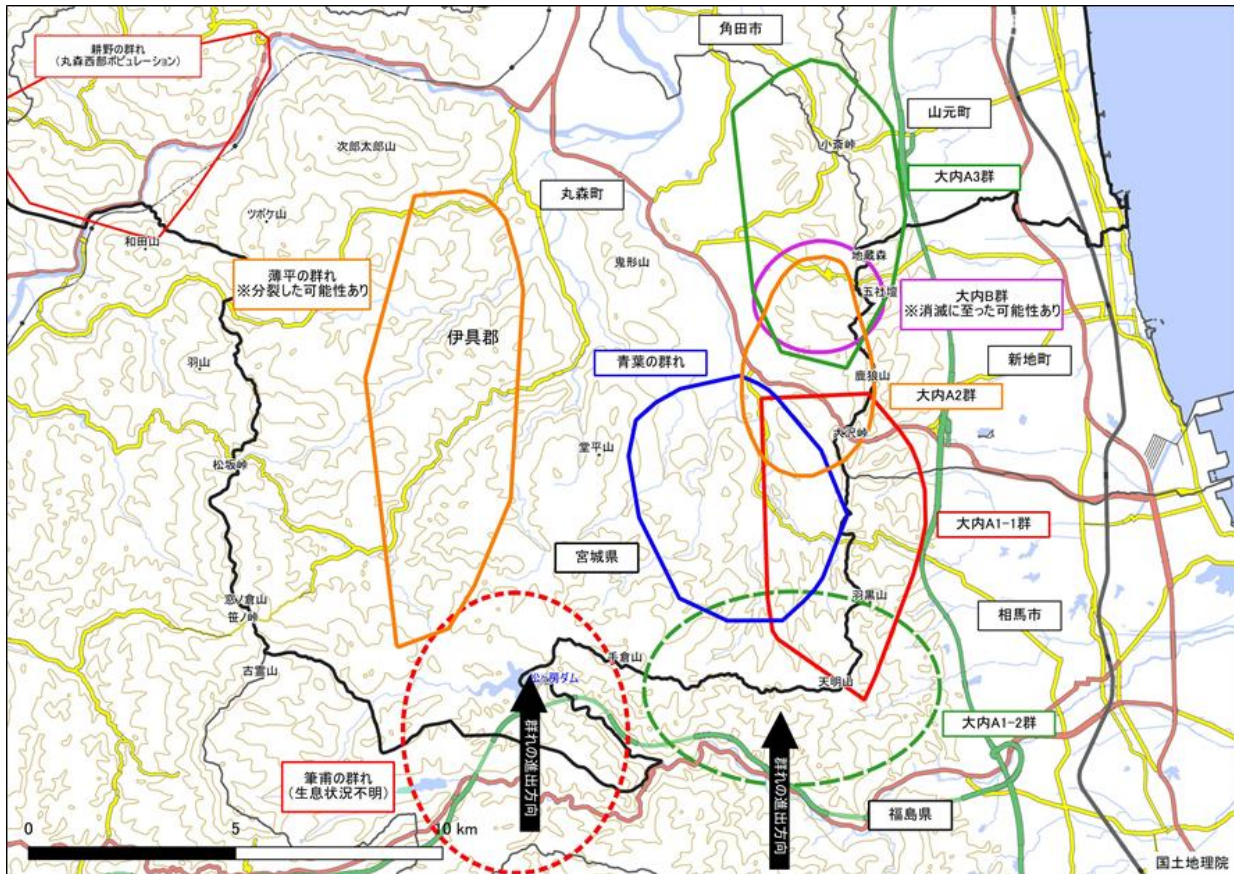 角田市
耕野の群れ
(丸森西部ポピュレーション)
山元町
小斎峠
次郎太郎山
大内A3群
丸森町
ツボケ山
和田山
地蔵森
鬼形山
薄平の群れ
※分裂した可能性あり
五社壇
大内B群
※消滅に至った可能性あり
伊具郡
青葉の群れ
新地町
羽山
鹿狼山
大内A2群
大沢峠
堂平山
松坂峠
大内A1-1群
宮城県
羽黒山
笹ノ峠
相馬市
手倉山
古霊山
天明山
大内A1-2群
群れの進出方向
群れの進出方向
筆甫の群れ
(生息状況不明)
福島県
0 5 10 km
国土地理院